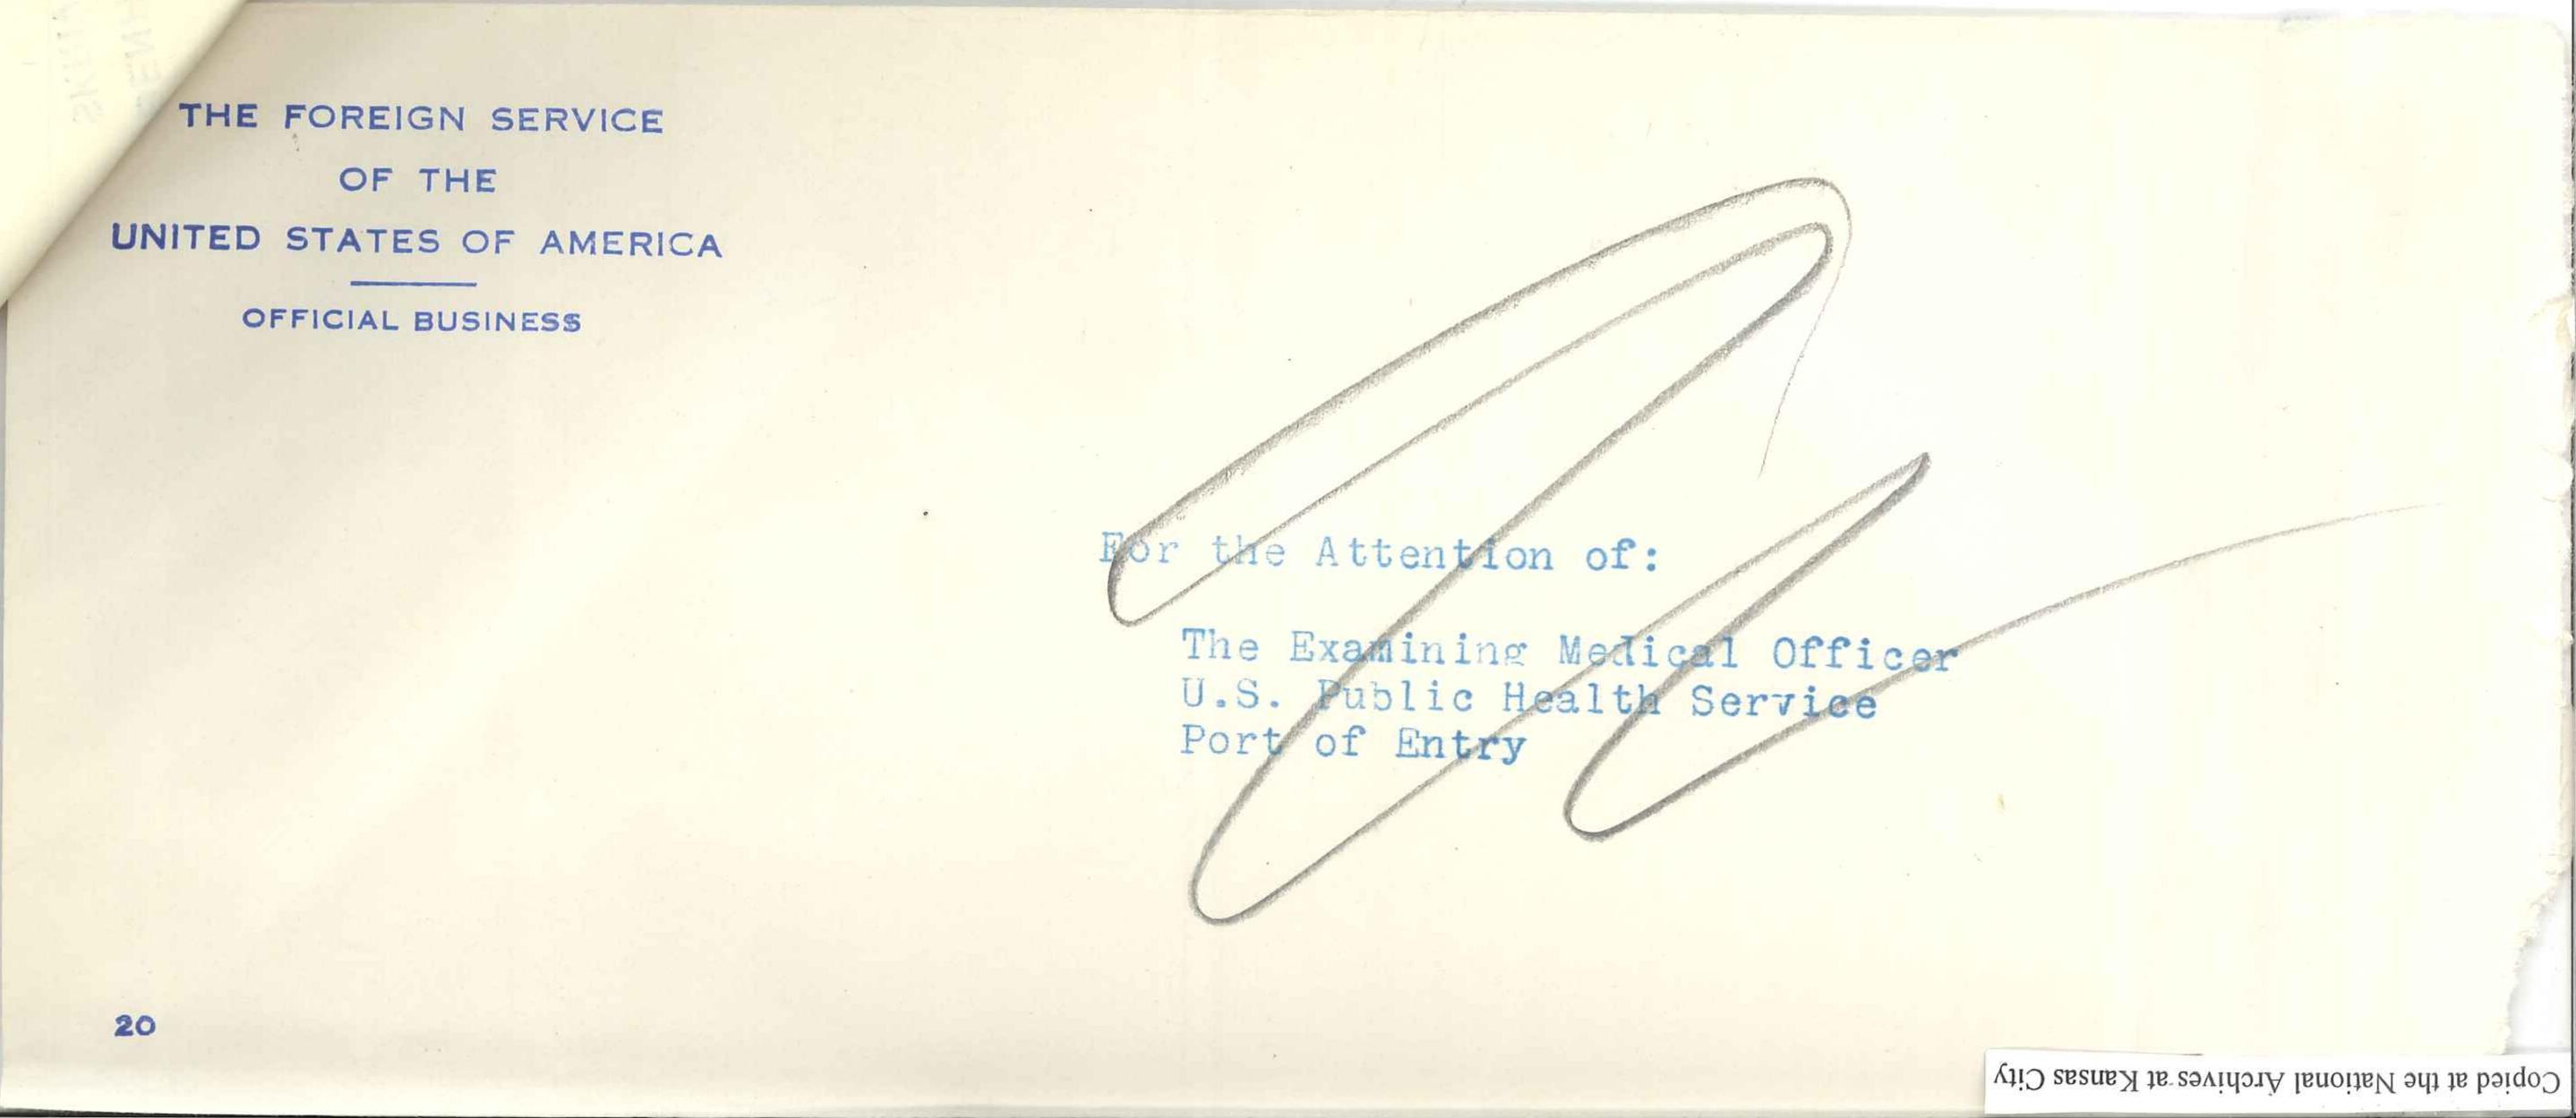 THE FOREIGN SERVICE
OF THE
UNITED STATES OF AMERICA
OFFICIAL BUSINESS
For the Attention of:
The Examining Medical Officer
U.S. Public Health Service
Port of Entry
20
Copied at the National Archives at Kansas City